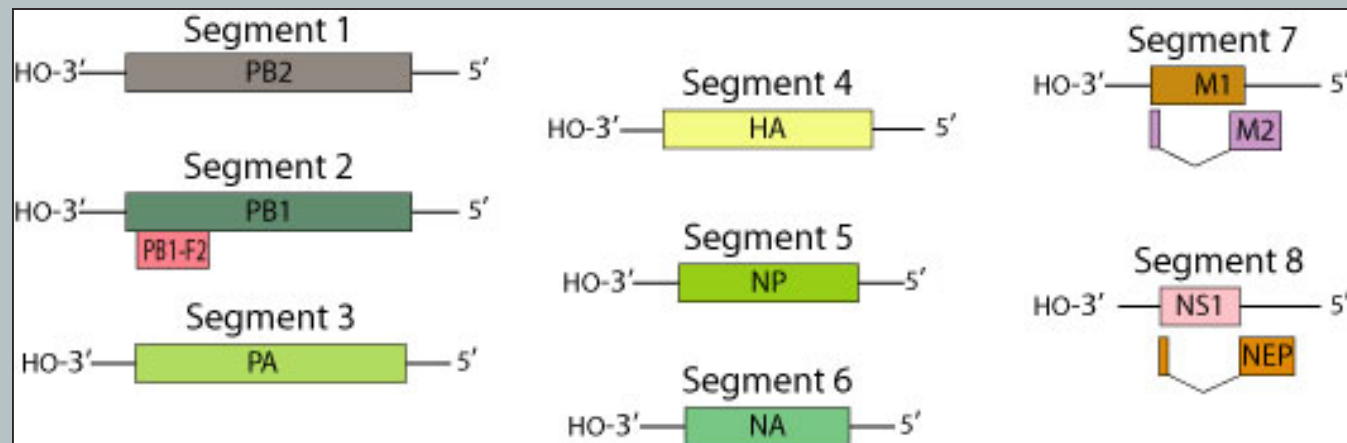 Segment 1
HO-3′ PB2 5′
Segment 2
HO-3′ PB1 5′
PB1-F2
Segment 3
HO-3′ PA 5′
Segment 4
HO-3′ HA 5′
Segment 5
HO-3′ NP 5′
Segment 6
HO-3′ NA 5′
Segment 7
HO-3′ M1 5′
M2
Segment 8
HO-3′ NS1 5′
NEP